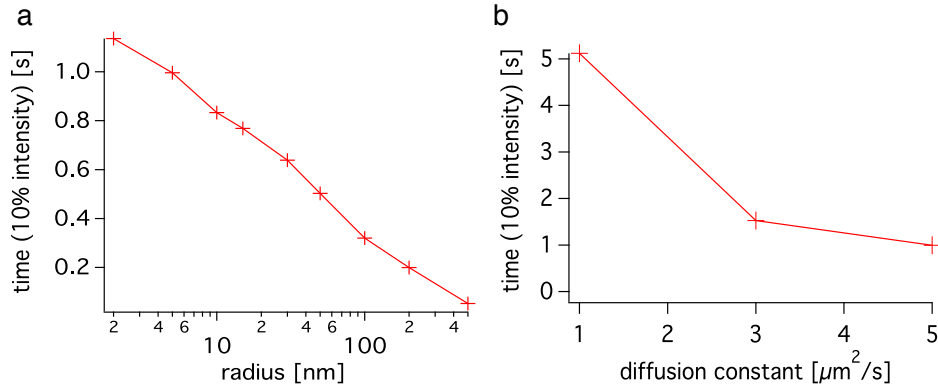 a
time (10% intensity) [s]
1.0
0.8
0.6
0.4
0.2
2 4 6 2 4 6 2 4
10 100
radius [nm]
b
time (10% intensity) [s]
5
4
3
2
1
0
1 2 3 4 5
diffusion constant [µm²/s]